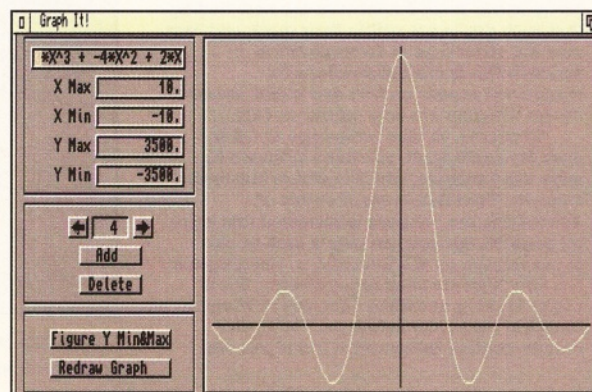 Graph It!
*X^3 + -4*X^2 + 2*X
X Max 10.
X Min -10.
Y Max 3500.
Y Min -3500.
4
Add
Delete
Figure Y Min&Max
Redraw Graph